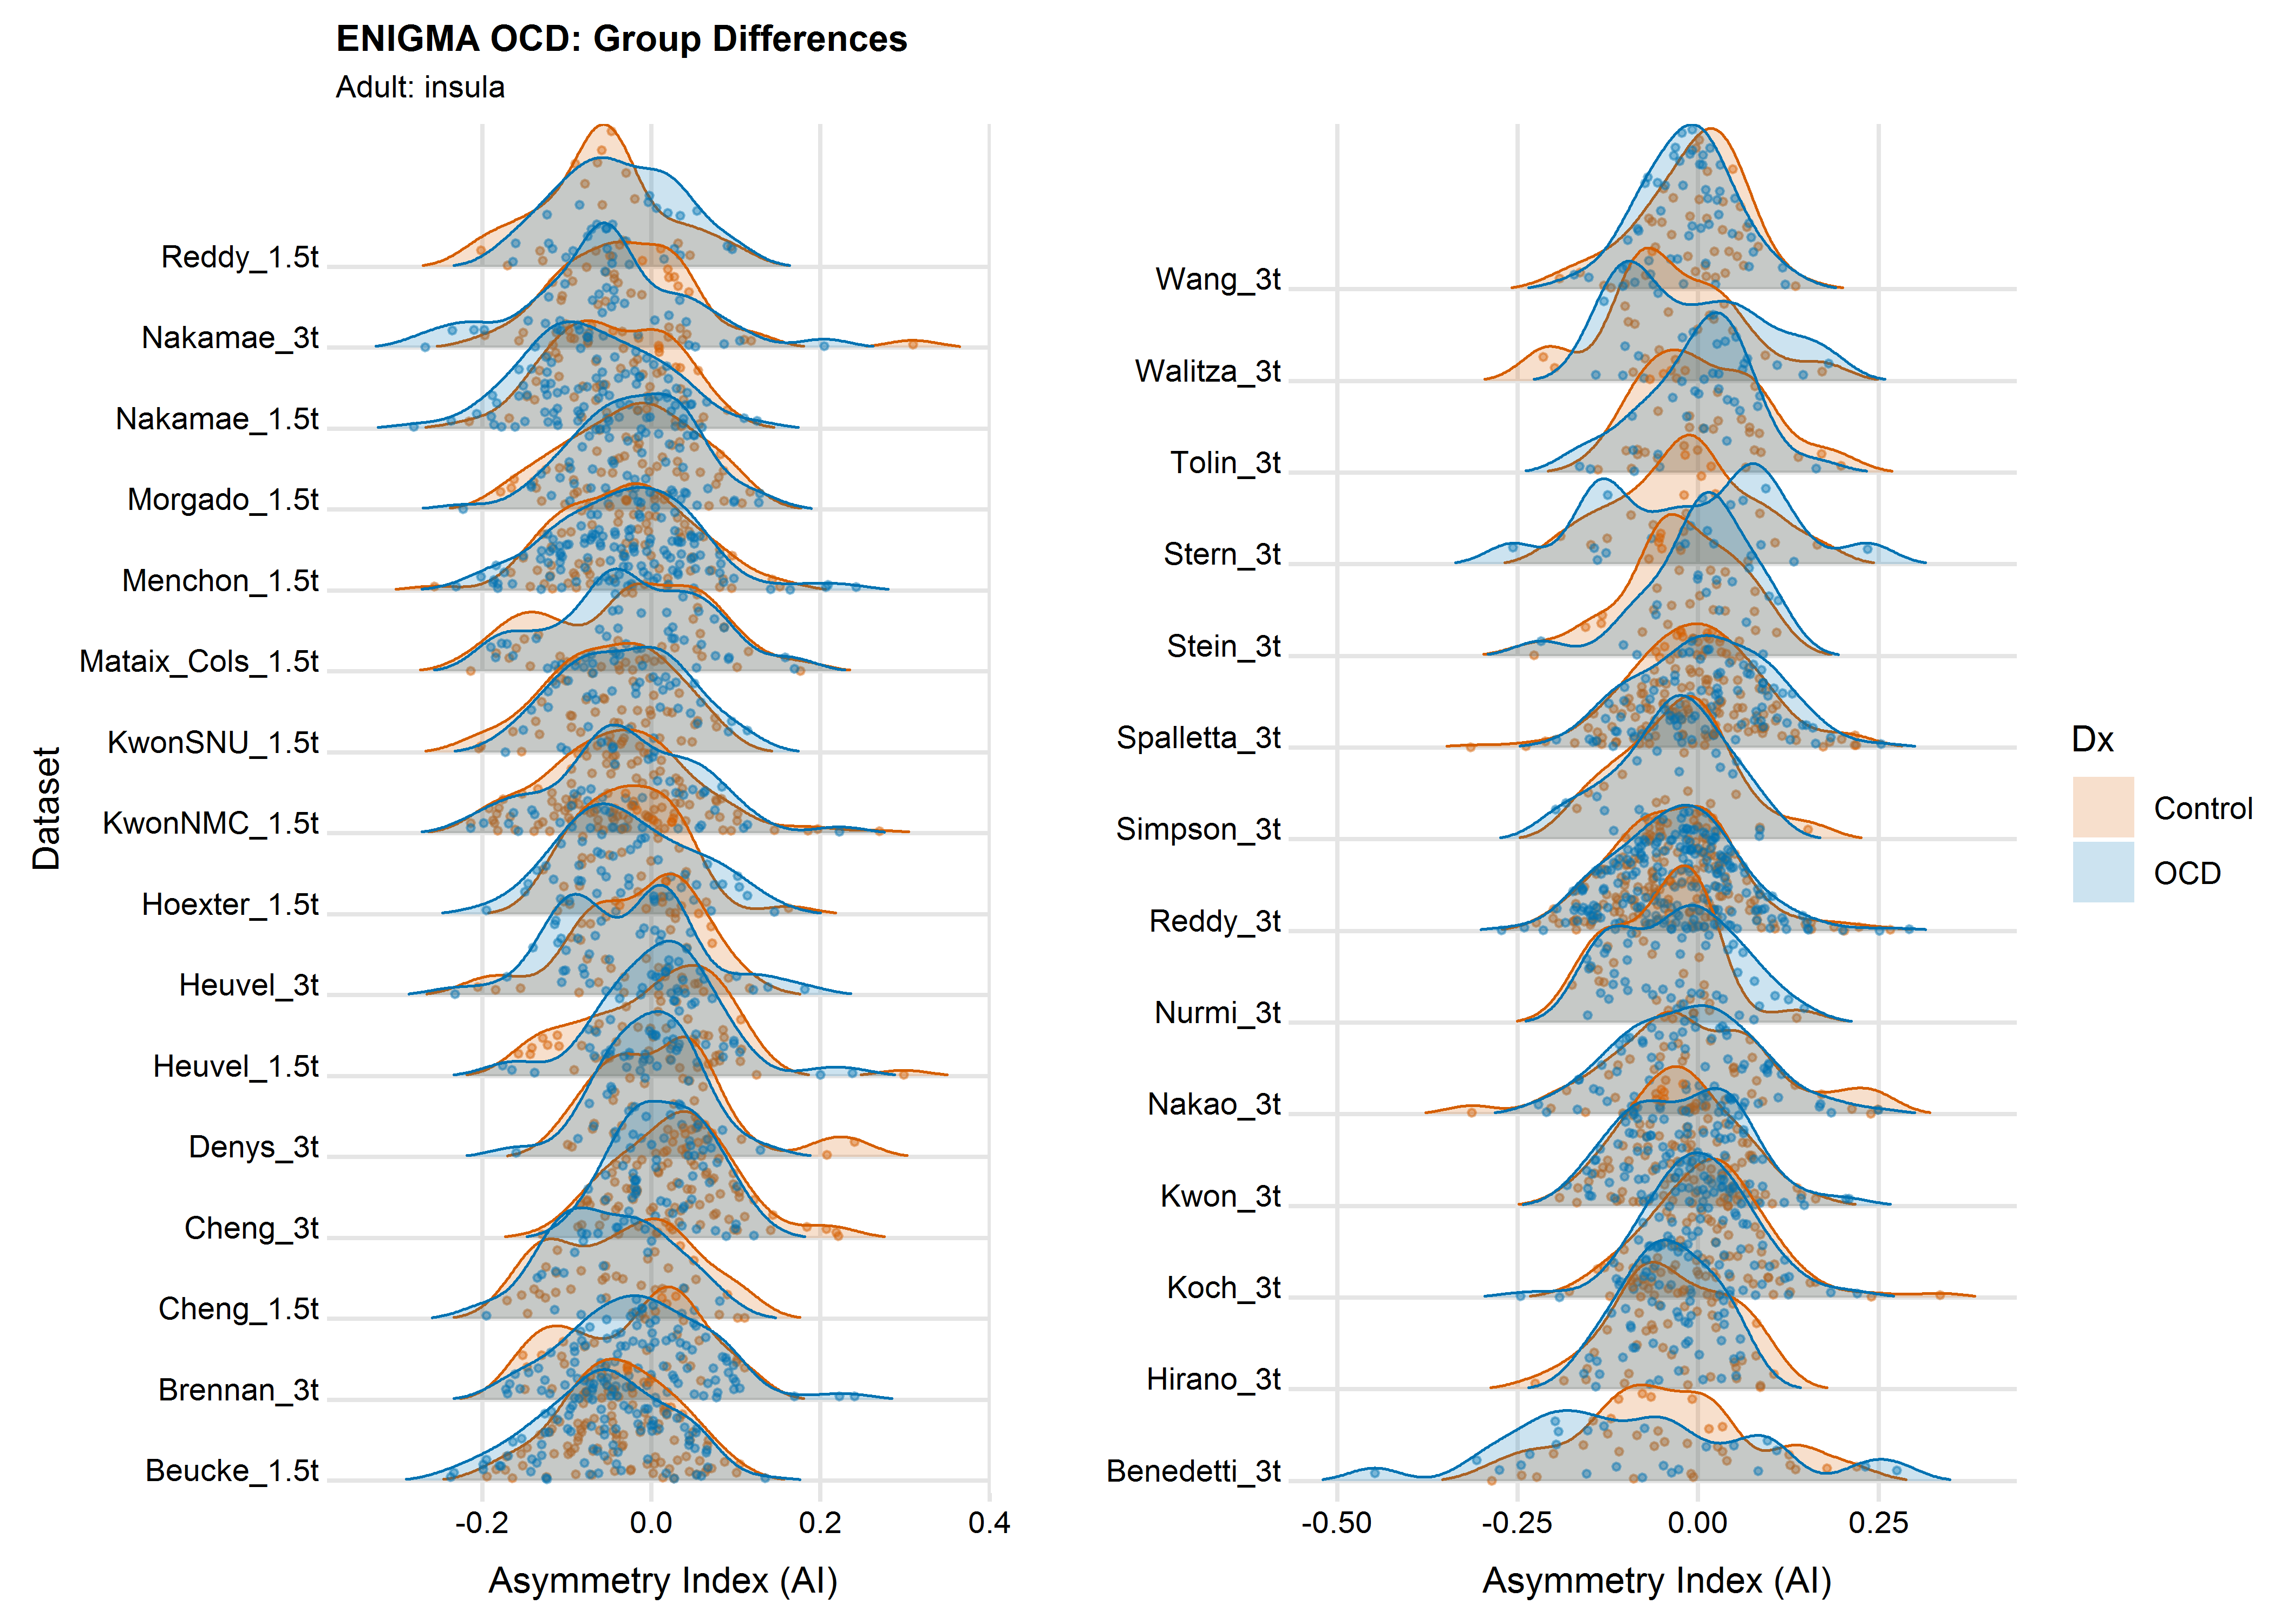 ENIGMA OCD: Group Differences
Adult: insula
Dataset
Reddy_1.5t
Nakamae_3t
Nakamae_1.5t
Morgado_1.5t
Menchon_1.5t
Mataix_Cols_1.5t
KwonSNU_1.5t
KwonNMC_1.5t
Hoexter_1.5t
Heuvel_3t
Heuvel_1.5t
Denys_3t
Cheng_3t
Cheng_1.5t
Brennan_3t
Beucke_1.5t
-0.2 0.0 0.2 0.4
Asymmetry Index (AI)
Wang_3t
Walitza_3t
Tolin_3t
Stern_3t
Stein_3t
Spalletta_3t
Simpson_3t
Reddy_3t
Nurmi_3t
Nakao_3t
Kwon_3t
Koch_3t
Hirano_3t
Benedetti_3t
-0.50 -0.25 0.00 0.25
Asymmetry Index (AI)
Dx
Control
OCD